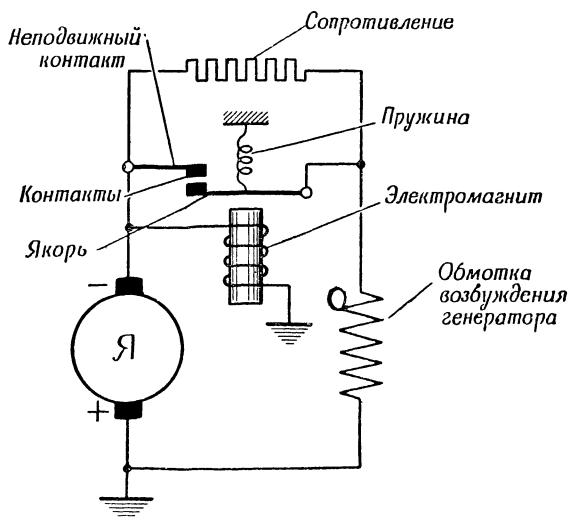 Сопротивление
Неподвижный
контакт
Пружина
Контакты
Электромагнит
Якорь
Обмотка
возбуждения
генератора
−
Я
+